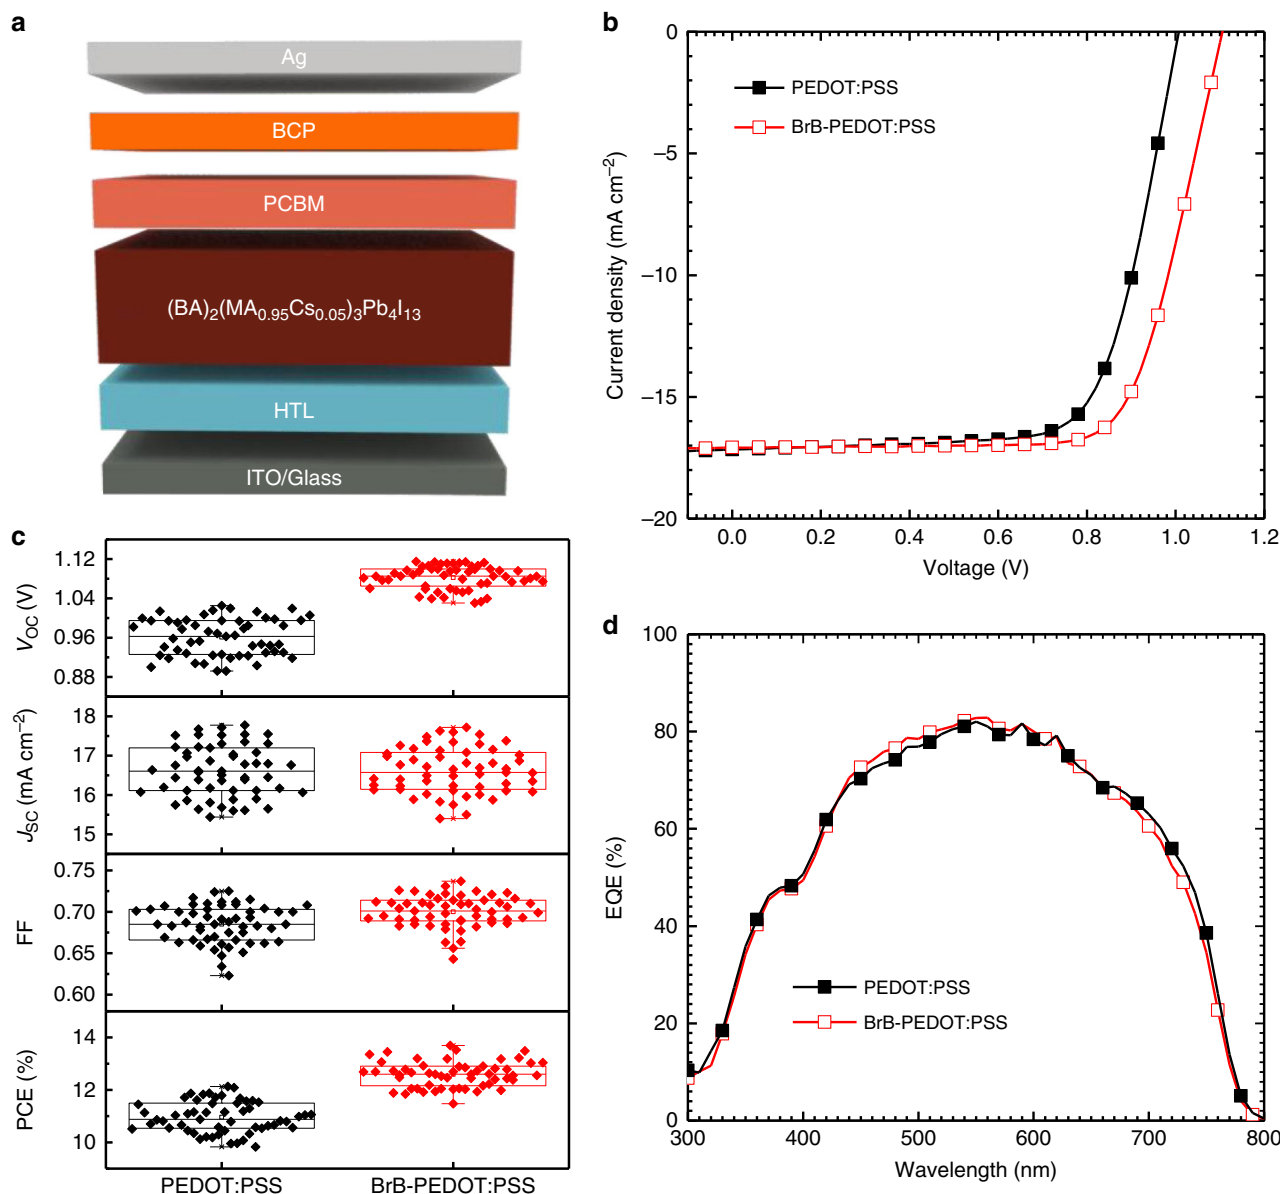 a
Ag
BCP
PCBM
(BA)₂(MA₀.₉₅Cs₀.₀₅)₃Pb₄I₁₃
HTL
ITO/Glass
b
0
−5
−10
−15
−20
Current density (mA cm⁻²)
PEDOT:PSS
BrB-PEDOT:PSS
0.0 0.2 0.4 0.6 0.8 1.0 1.2
Voltage (V)
c
1.12
1.04
0.96
0.88
V_OC (V)
18
17
16
15
J_SC (mA cm⁻²)
0.75
0.70
0.65
0.60
FF
14
12
10
PCE (%)
PEDOT:PSS BrB-PEDOT:PSS
d
100
80
60
40
20
0
EQE (%)
PEDOT:PSS
BrB-PEDOT:PSS
300 400 500 600 700 800
Wavelength (nm)